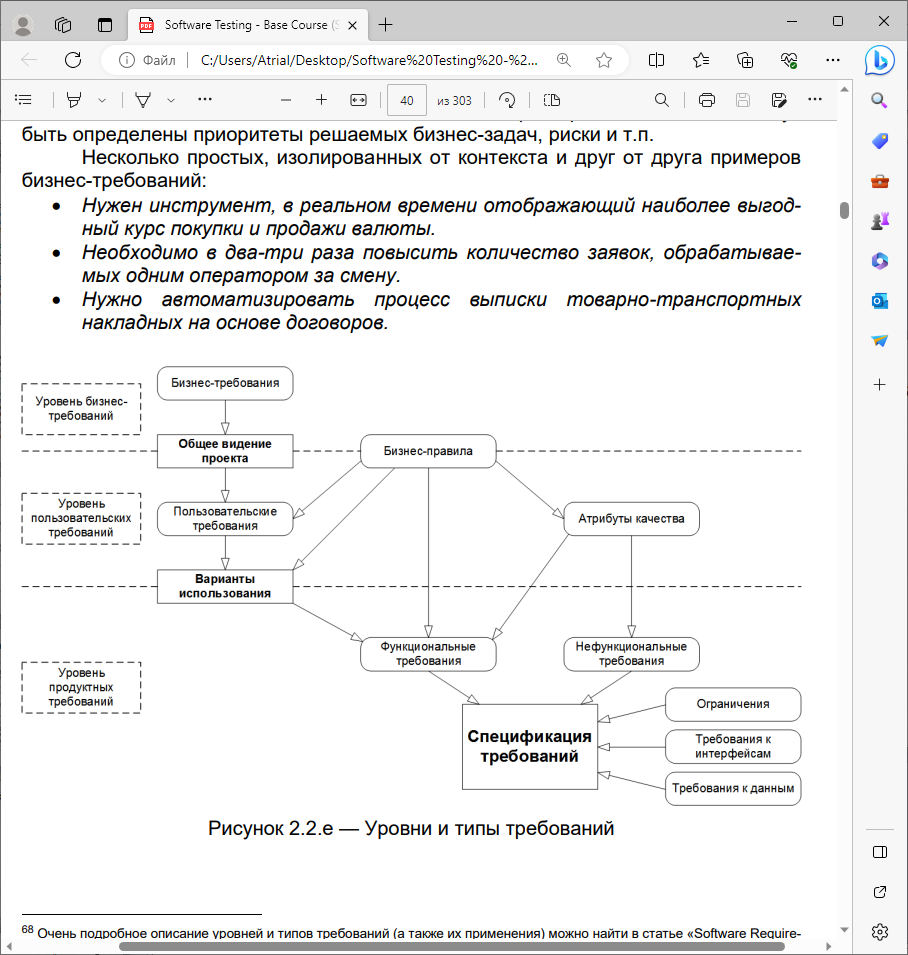 Software Testing - Base Course (S
Файл
C:/Users/Atrial/Desktop/Software%20Testing%20-%2...
40
из 303
быть определены приоритеты решаемых бизнес-задач, риски и т.п.
Несколько простых, изолированных от контекста и друг от друга примеров
бизнес-требований:
• Нужен инструмент, в реальном времени отображающий наиболее выгод-
ный курс покупки и продажи валюты.
• Необходимо в два-три раза повысить количество заявок, обрабатывае-
мых одним оператором за смену.
• Нужно автоматизировать процесс выписки товарно-транспортных
накладных на основе договоров.
Бизнес-требования
Уровень бизнес-
требований
Общее видение
проекта
Бизнес-правила
Уровень
пользовательских
требований
Пользовательские
требования
Атрибуты качества
Варианты
использования
Функциональные
требования
Нефункциональные
требования
Уровень
продуктных
требований
Спецификация
требований
Ограничения
Требования к
интерфейсам
Требования к данным
Рисунок 2.2.e — Уровни и типы требований
68 Очень подробное описание уровней и типов требований (а также их применения) можно найти в статье «Software Require-